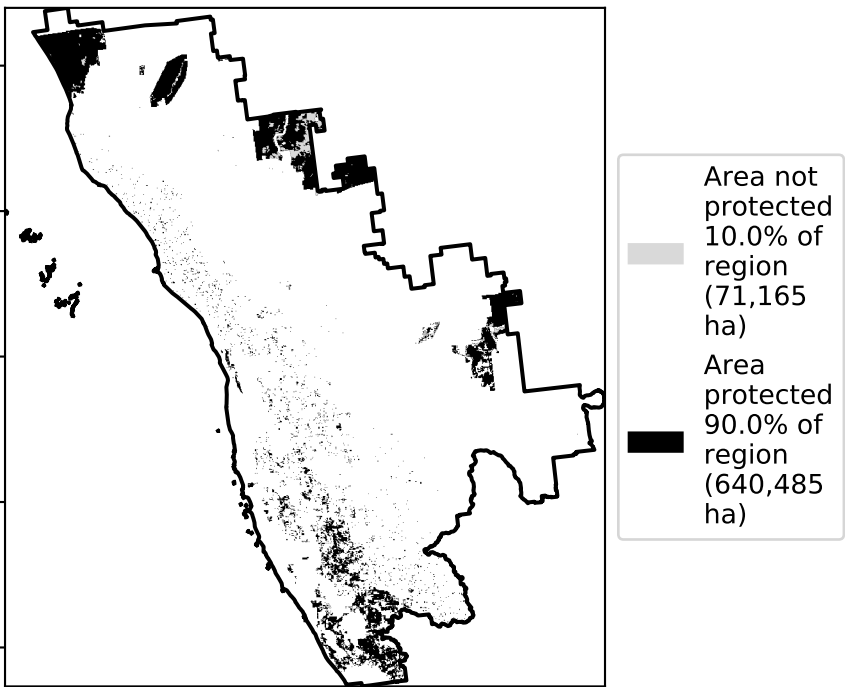 Area not
protected
10.0% of
region
(71,165
ha)
Area
protected
90.0% of
region
(640,485
ha)